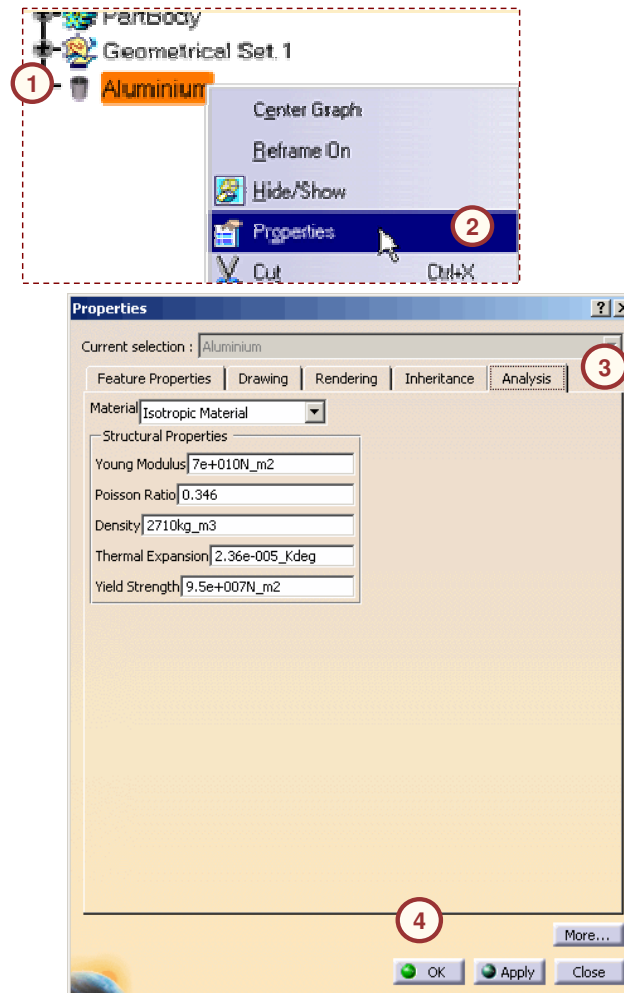 PartBody
Geometrical Set.1
1 Aluminium
Center Graph
Reframe On
Hide/Show
Properties 2
Cut Ctrl+X
Properties
Current selection : Aluminium
3
Feature Properties Drawing Rendering Inheritance Analysis
Material Isotropic Material
Structural Properties
Young Modulus 7e+010N_m2
Poisson Ratio 0.346
Density 2710kg_m3
Thermal Expansion 2.36e-005_Kdeg
Yield Strength 9.5e+007N_m2
4
More...
OK Apply Close